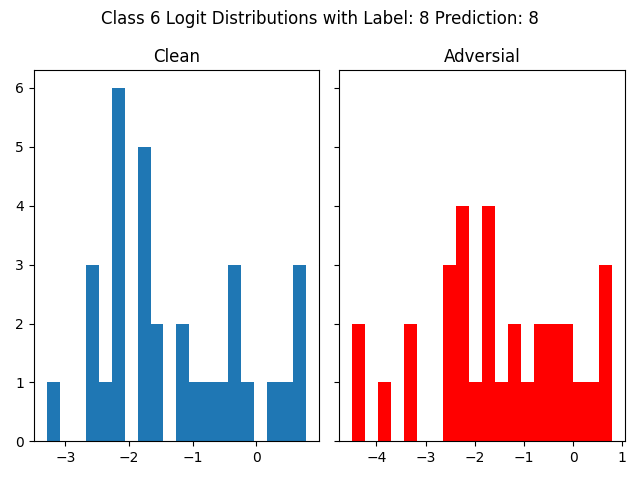 Class 6 Logit Distributions with Label: 8 Prediction: 8
Clean
Adversial
6
5
4
3
2
1
0
−3 −2 −1 0
−4 −3 −2 −1 0 1